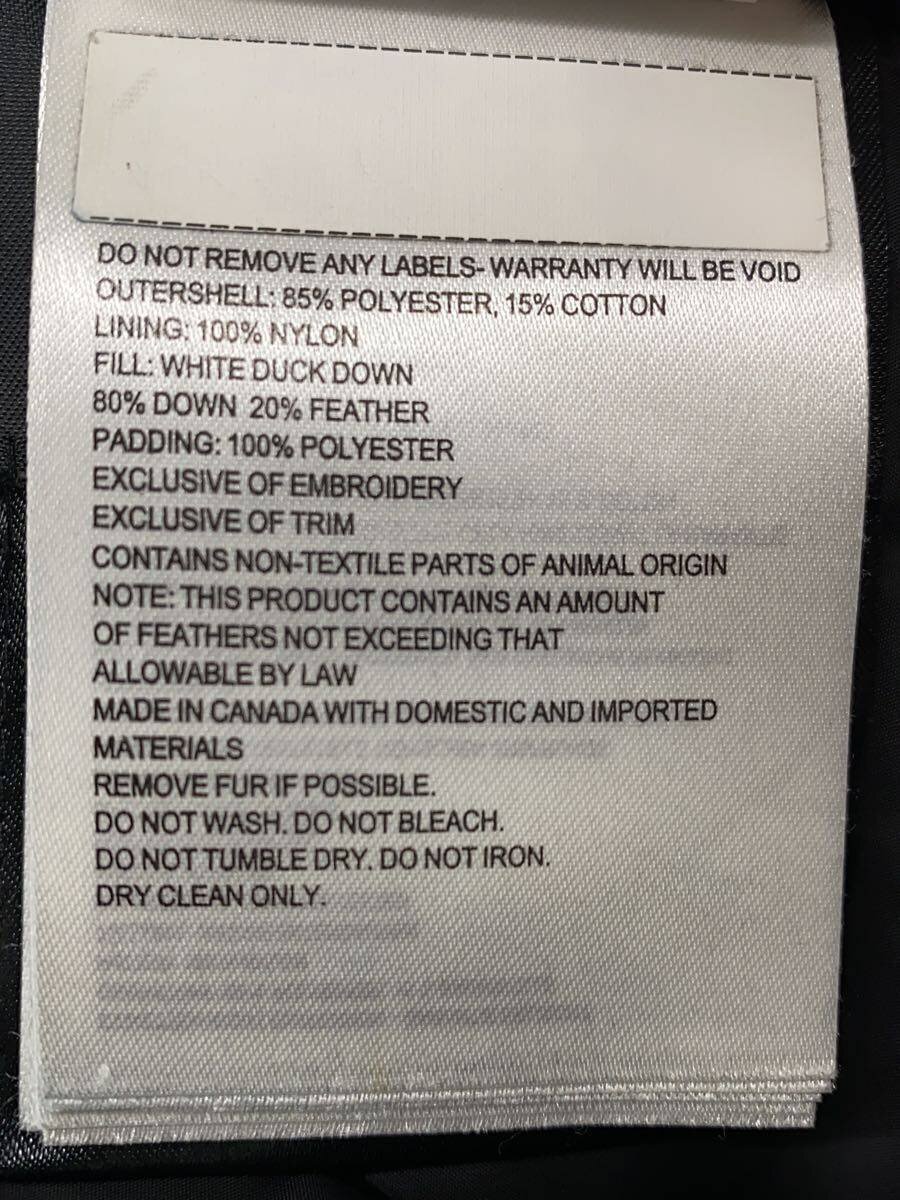 DO NOT REMOVE ANY LABELS- WARRANTY WILL BE VOID
OUTERSHELL: 85% POLYESTER, 15% COTTON
LINING: 100% NYLON
FILL: WHITE DUCK DOWN
80% DOWN 20% FEATHER
PADDING: 100% POLYESTER
EXCLUSIVE OF EMBROIDERY
EXCLUSIVE OF TRIM
CONTAINS NON-TEXTILE PARTS OF ANIMAL ORIGIN
NOTE: THIS PRODUCT CONTAINS AN AMOUNT
OF FEATHERS NOT EXCEEDING THAT
ALLOWABLE BY LAW
MADE IN CANADA WITH DOMESTIC AND IMPORTED
MATERIALS
REMOVE FUR IF POSSIBLE.
DO NOT WASH. DO NOT BLEACH.
DO NOT TUMBLE DRY. DO NOT IRON.
DRY CLEAN ONLY.